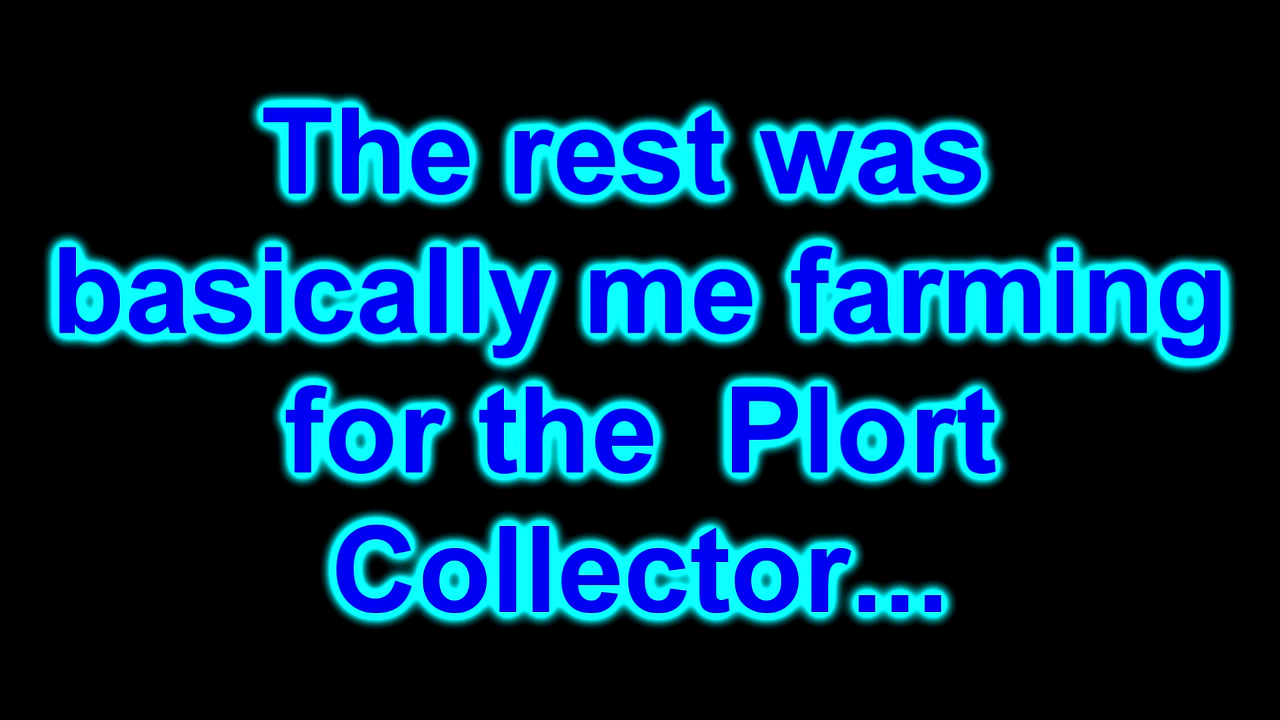 The rest was
basically me farming
for the  Plort
Collector...